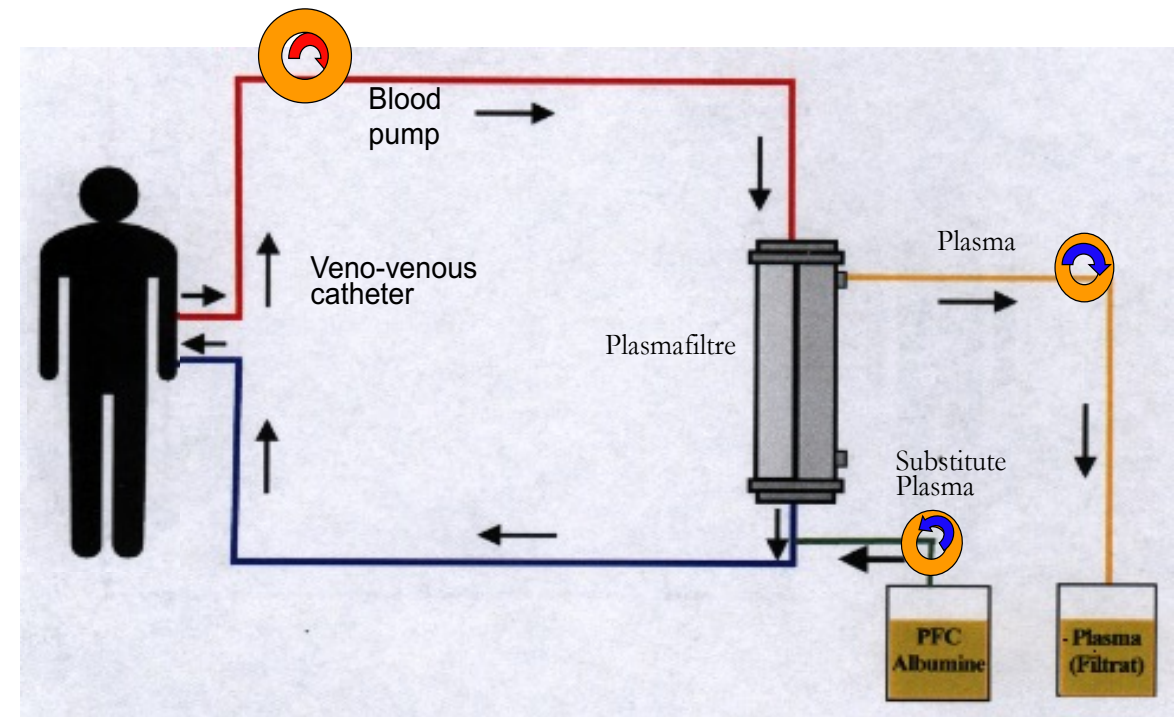 Blood
pump
Veno-venous
catheter
Plasma
Plasmafiltre
Substitute
Plasma
PFC
Albumine
Plasma
(Filtrat)